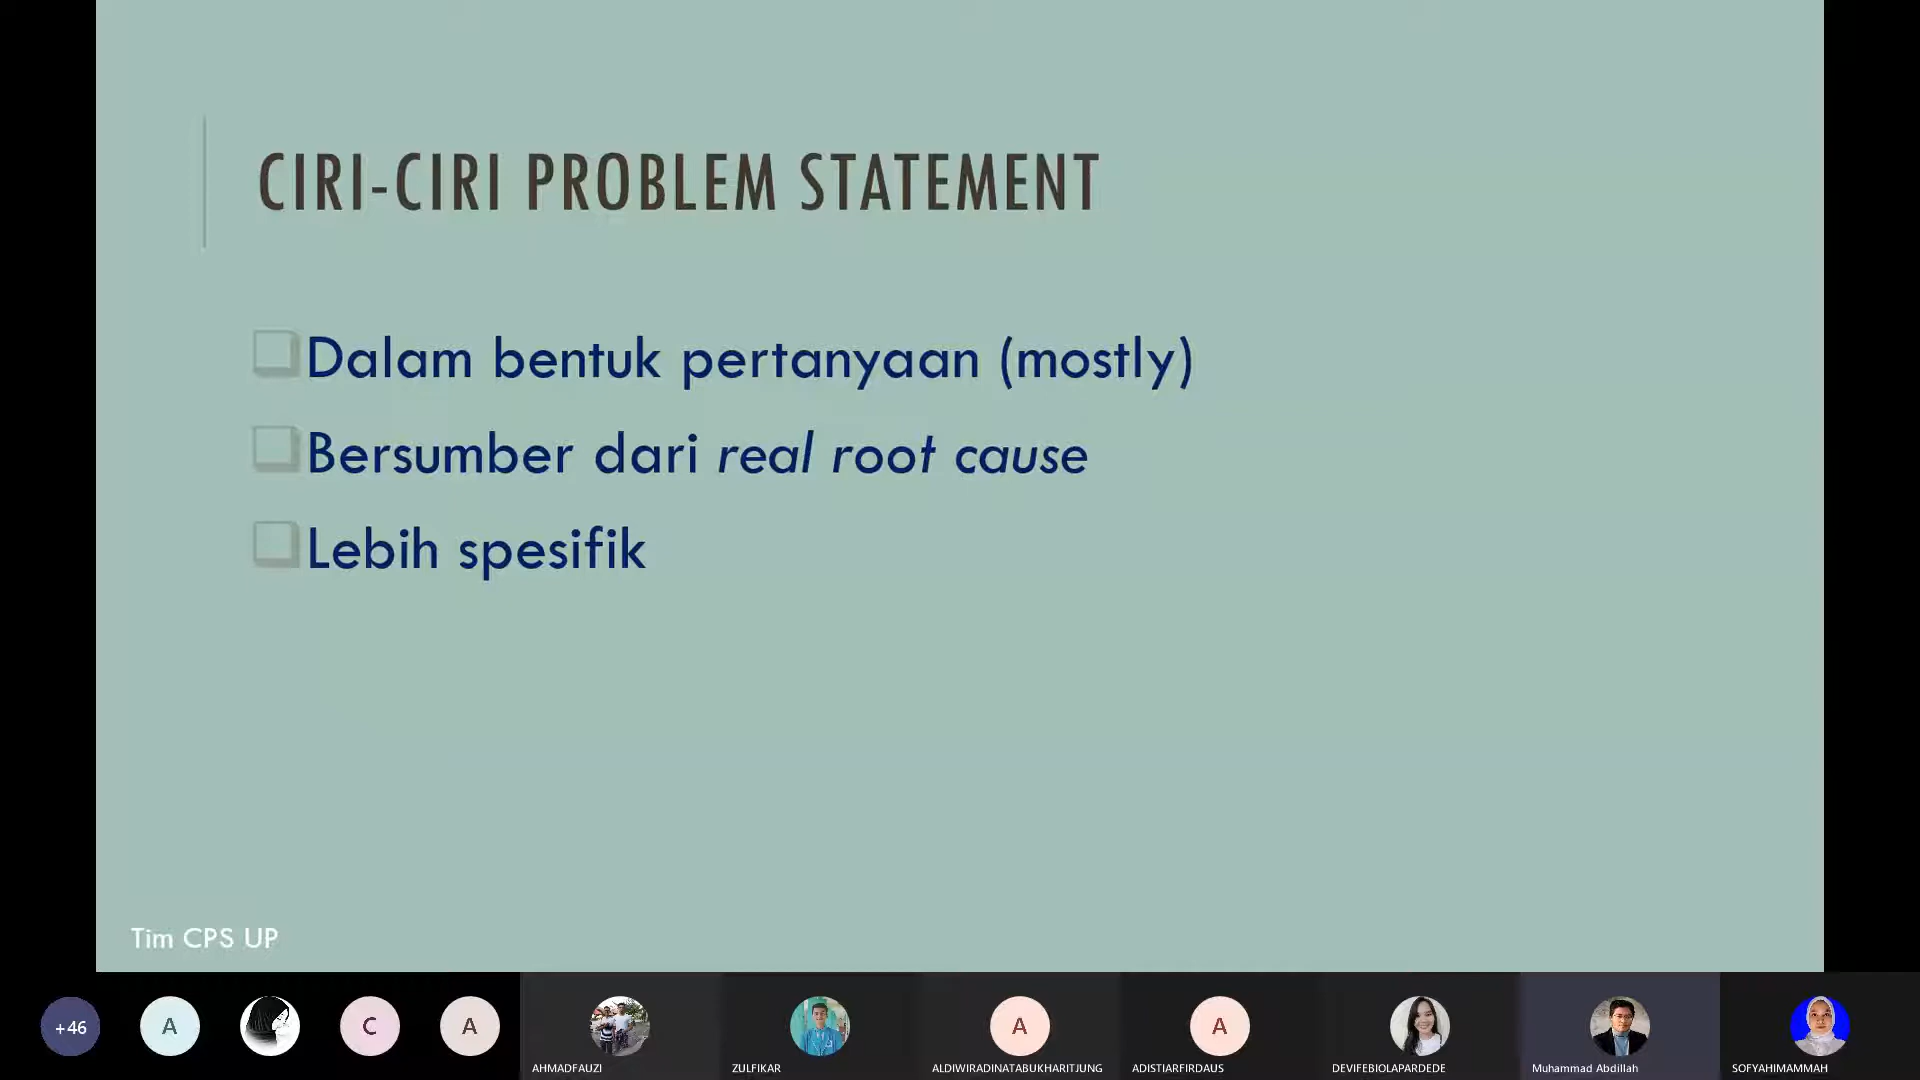 CIRI-CIRI PROBLEM STATEMENT
Dalam bentuk pertanyaan (mostly)
Bersumber dari real root cause
Lebih spesifik
Tim CPS UP
+46
A
C
A
A
A
AHMADFAUZI
ZULFIKAR
ALDIWIRADINATABUKHARITJUNG
ADISTIARFIRDAUS
DEVIFEBIOLAPARDEDE
Muhammad Abdillah
SOFYAHIMAMMAH